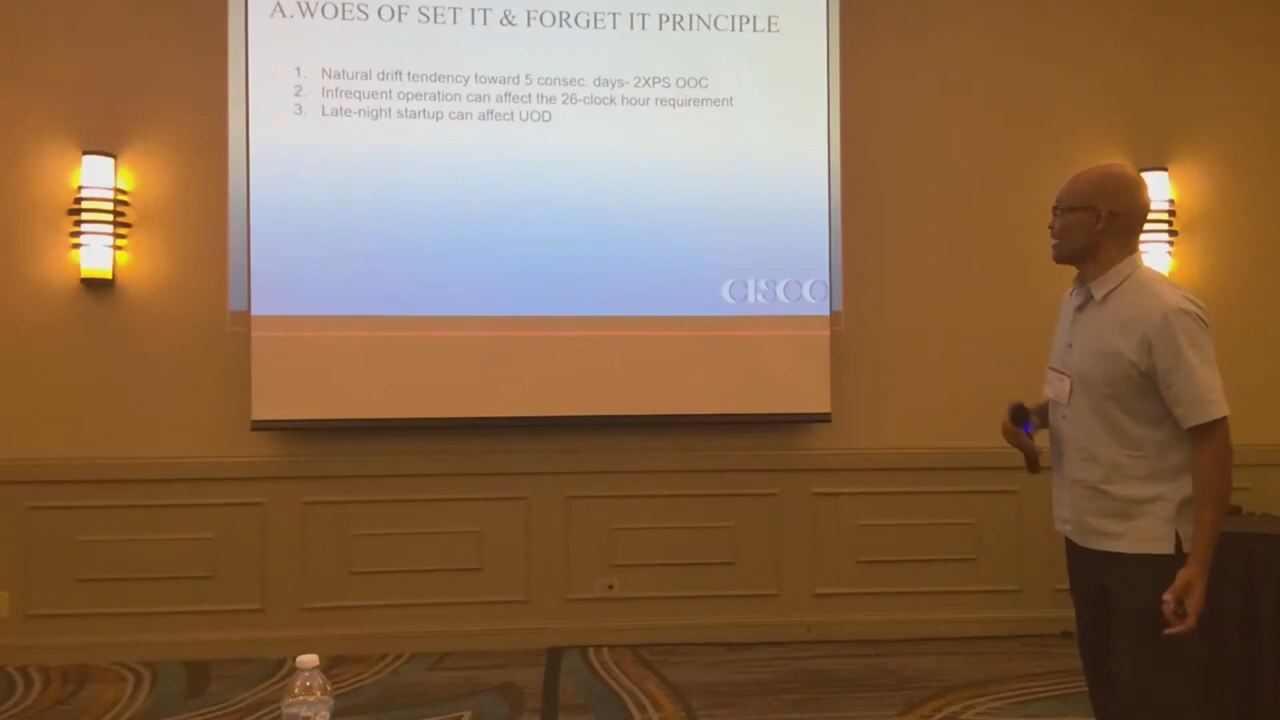 A.WOES OF SET IT & FORGET IT PRINCIPLE
1. Natural drift tendency toward 5 consec. days- 2XPS OOC
2. Infrequent operation can affect the 26-clock hour requirement
3. Late-night startup can affect UOD
CISCO